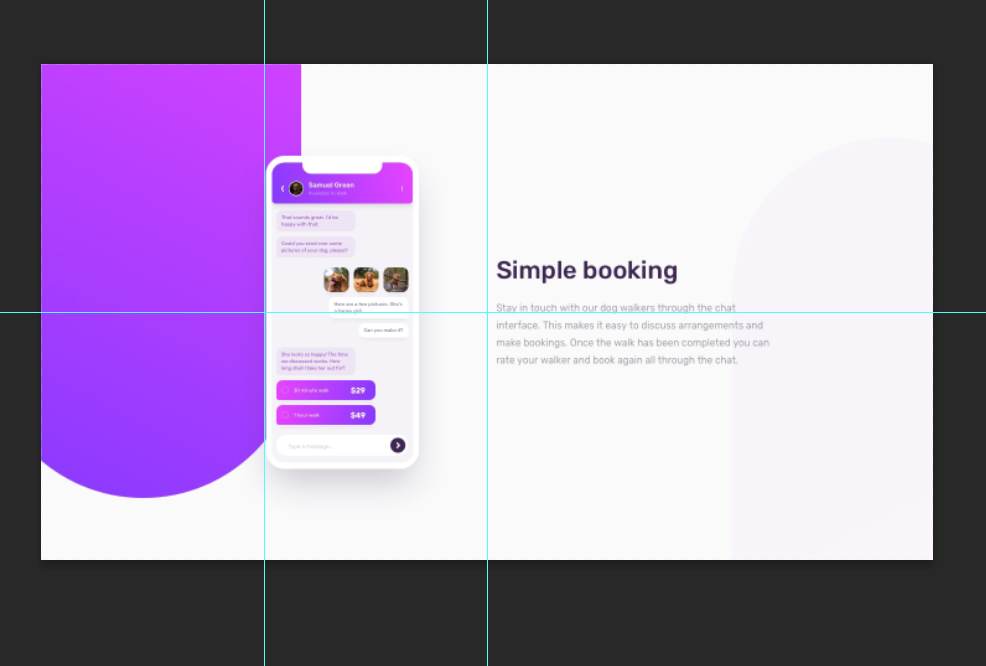 Samuel Green
Available to Walk
That sounds great. I'd be
happy with that.
Could you send over some
pictures of your dog, please?
Here are a few pictures. She's
a happy girl!
Can you make it?
She looks so happy! The time
we discussed works. How
long shall I take her out for?
30 minute walk
$29
1 hour walk
$49
Type a message...
Simple booking
Stay in touch with our dog walkers through the chat
interface. This makes it easy to discuss arrangements and
make bookings. Once the walk has been completed you can
rate your walker and book again all through the chat.